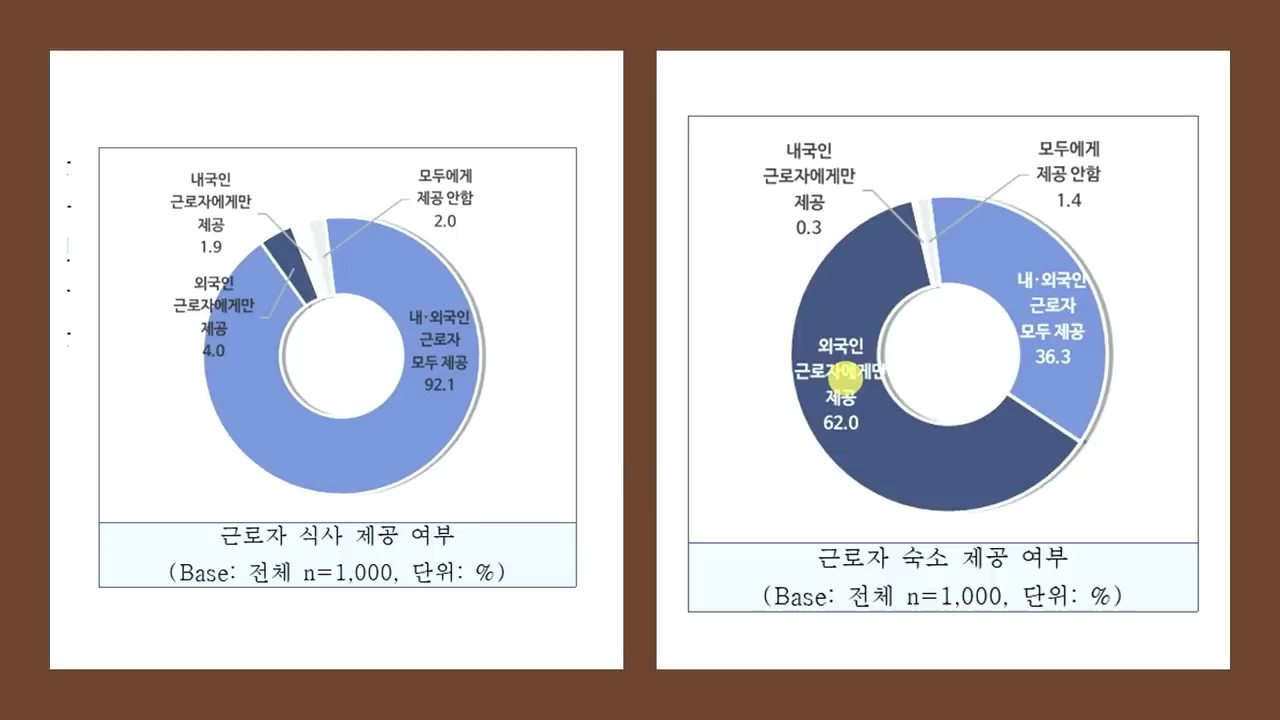 내국인
근로자에게만
제공
1.9
모두에게
제공 안함
2.0
외국인
근로자에게만
제공
4.0
내·외국인
근로자
모두 제공
92.1
근로자 식사 제공 여부
(Base: 전체 n=1,000, 단위: %)
내국인
근로자에게만
제공
0.3
모두에게
제공 안함
1.4
내·외국인
근로자
모두 제공
36.3
외국인
근로자에게만
제공
62.0
근로자 숙소 제공 여부
(Base: 전체 n=1,000, 단위: %)